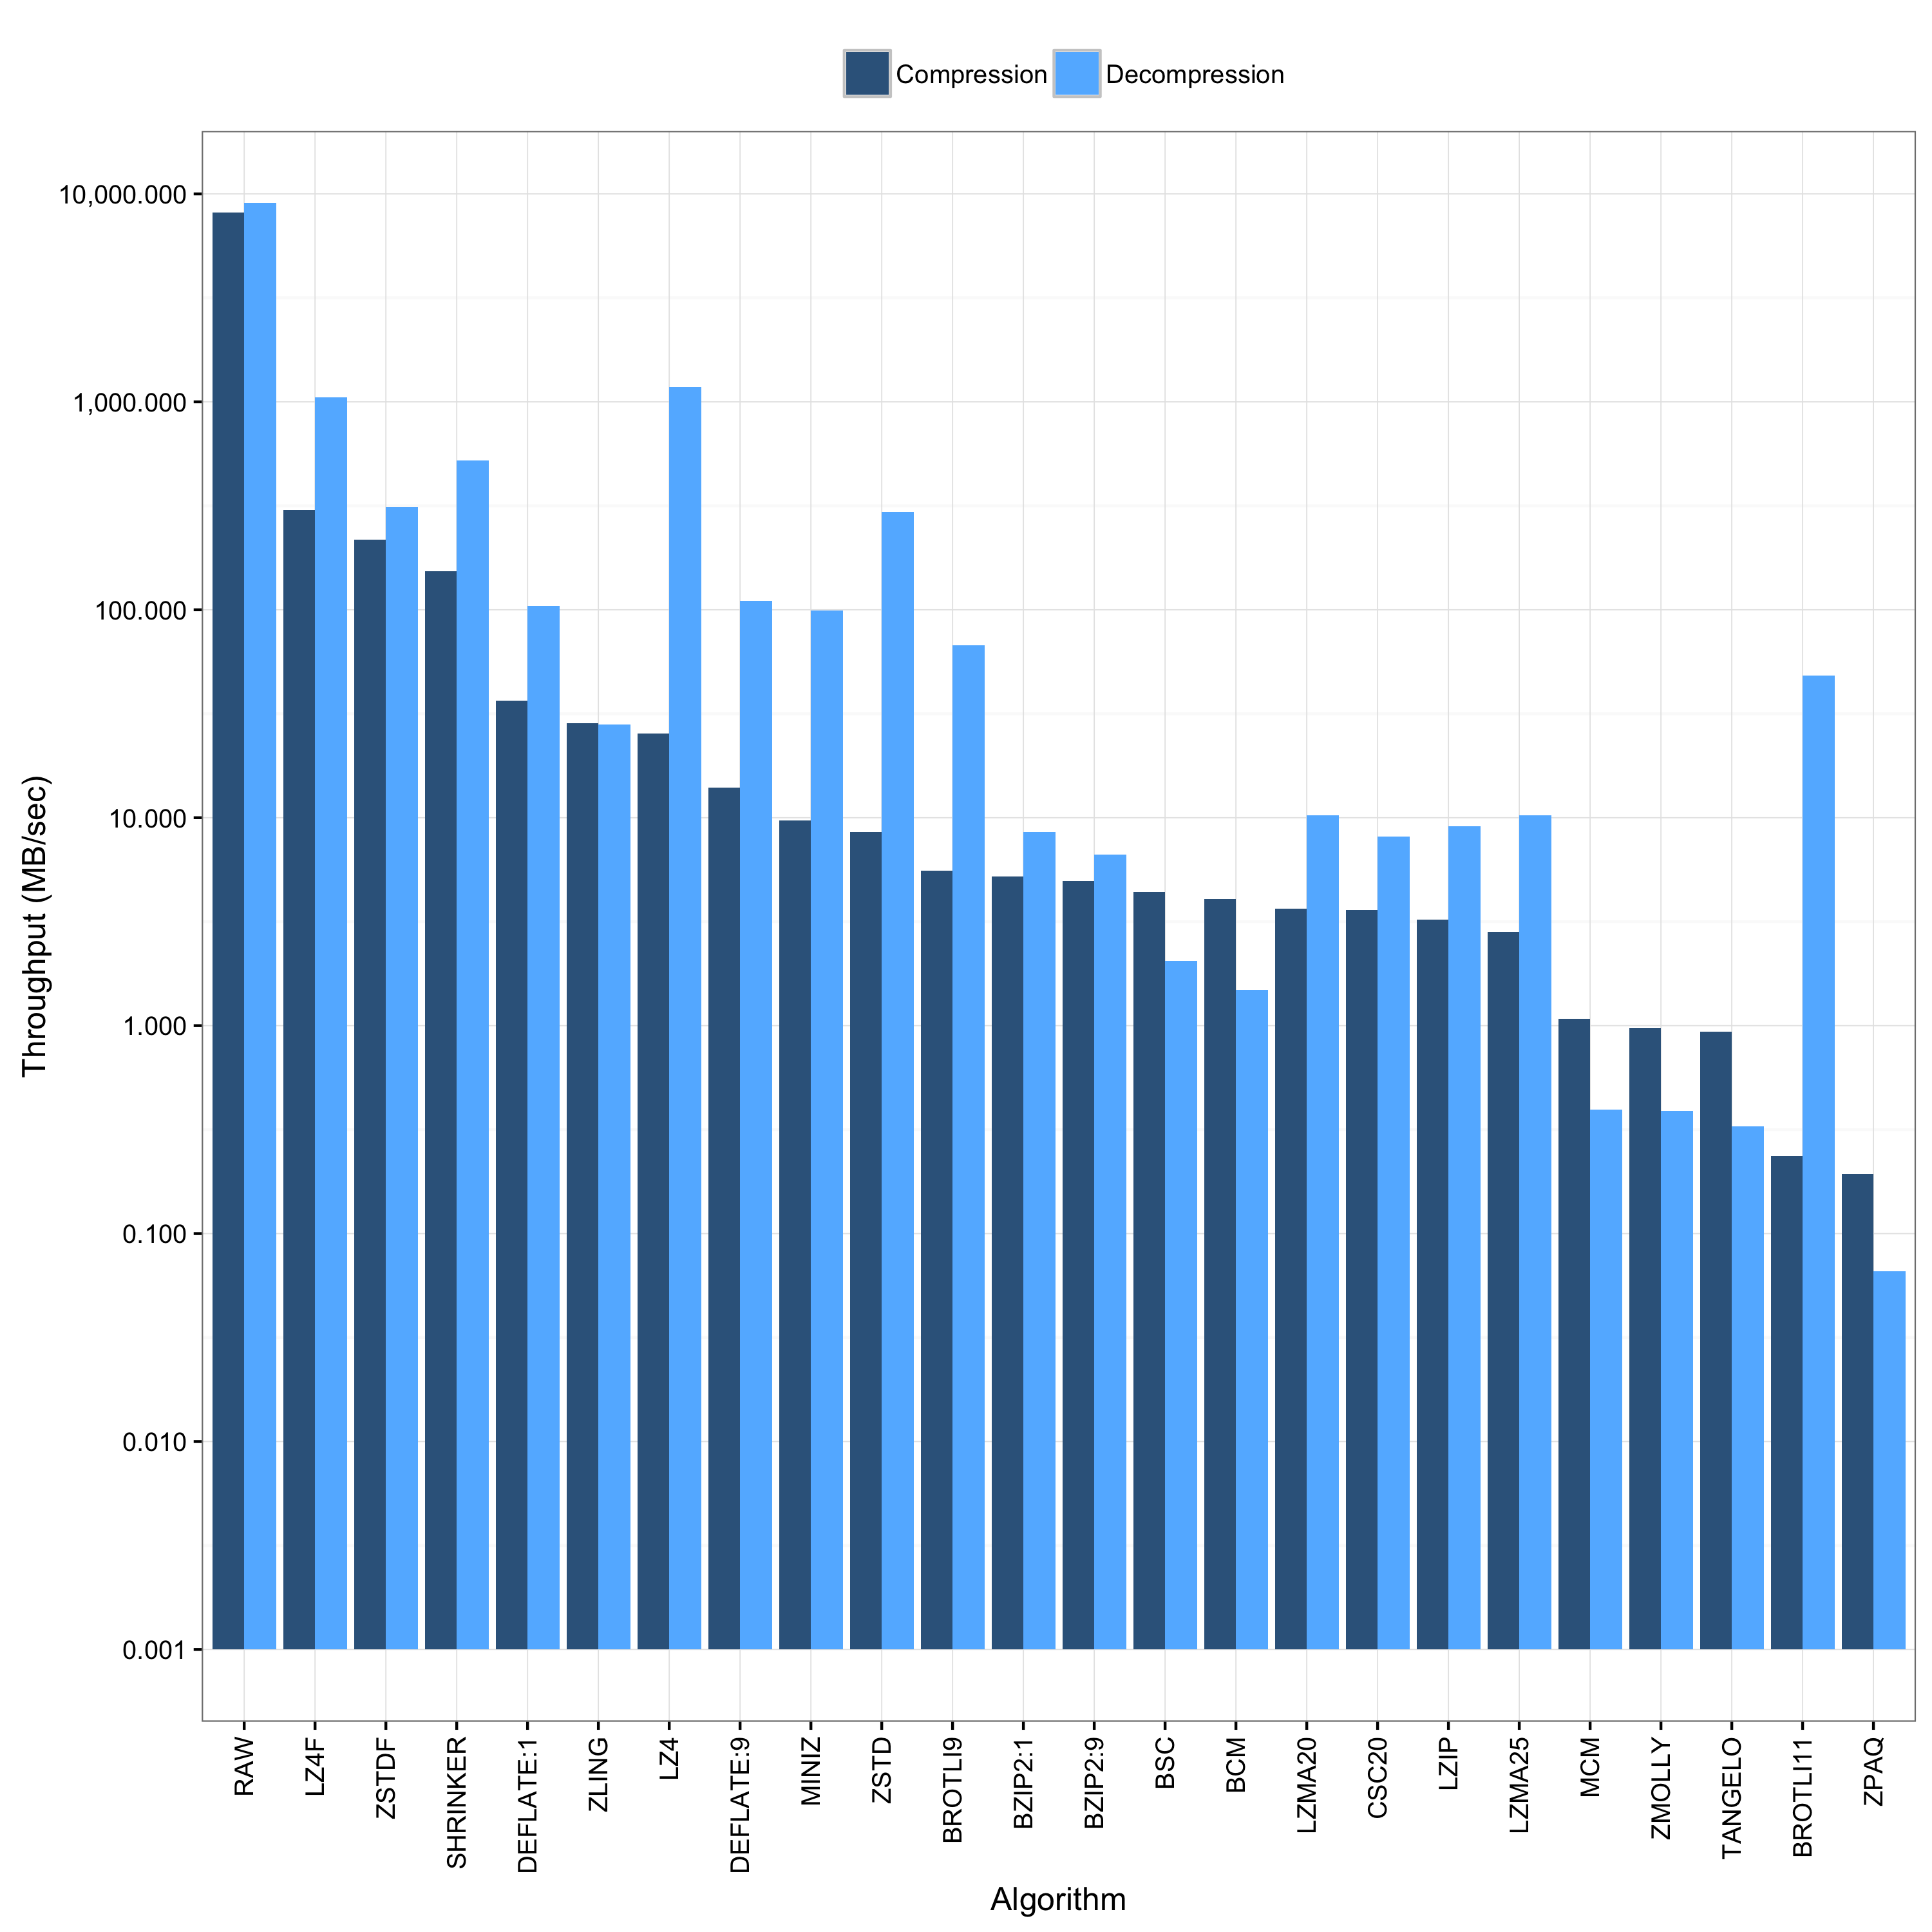 Compression Decompression
Throughput (MB/sec)
10,000.000
1,000.000
100.000
10.000
1.000
0.100
0.010
0.001
RAW
LZ4F
ZSTDF
SHRINKER
DEFLATE:1
ZLING
LZ4
DEFLATE:9
MINIZ
ZSTD
BROTLI9
BZIP2:1
BZIP2:9
BSC
BCM
LZMA20
CSC20
LZIP
LZMA25
MCM
ZMOLLY
TANGELO
BROTLI11
ZPAQ
Algorithm